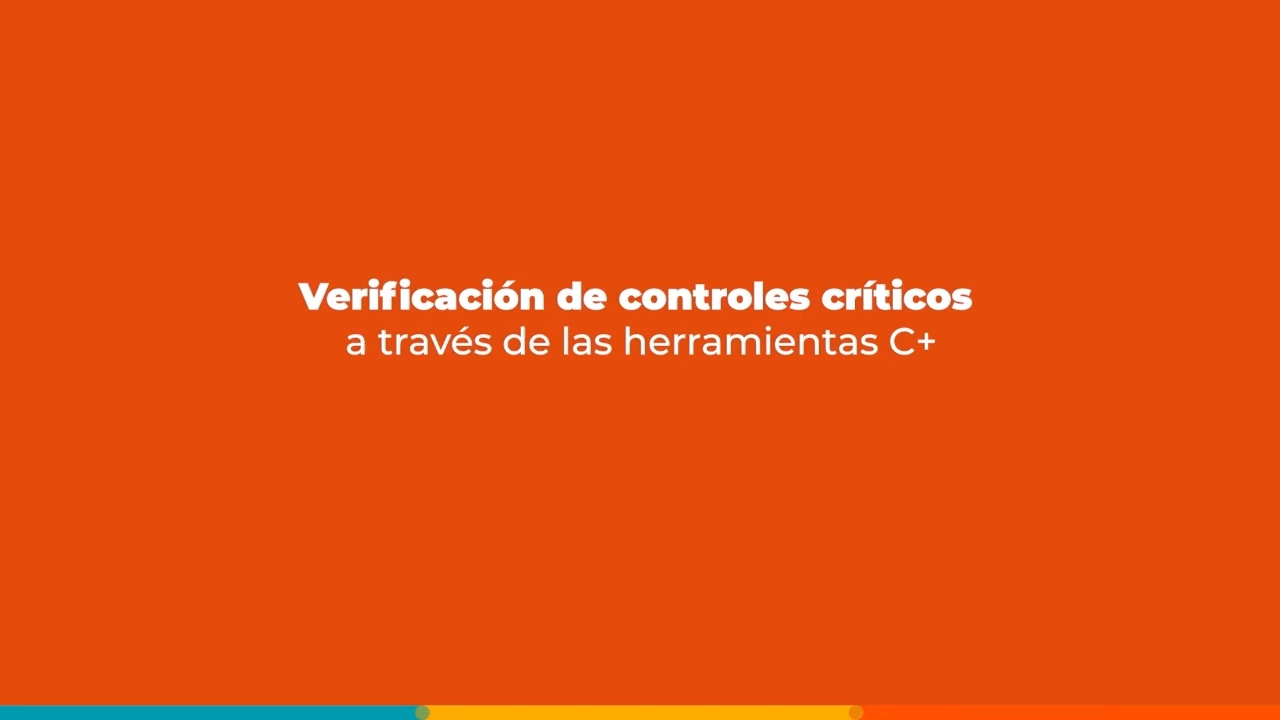 Verificación de controles críticos
a través de las herramientas C+